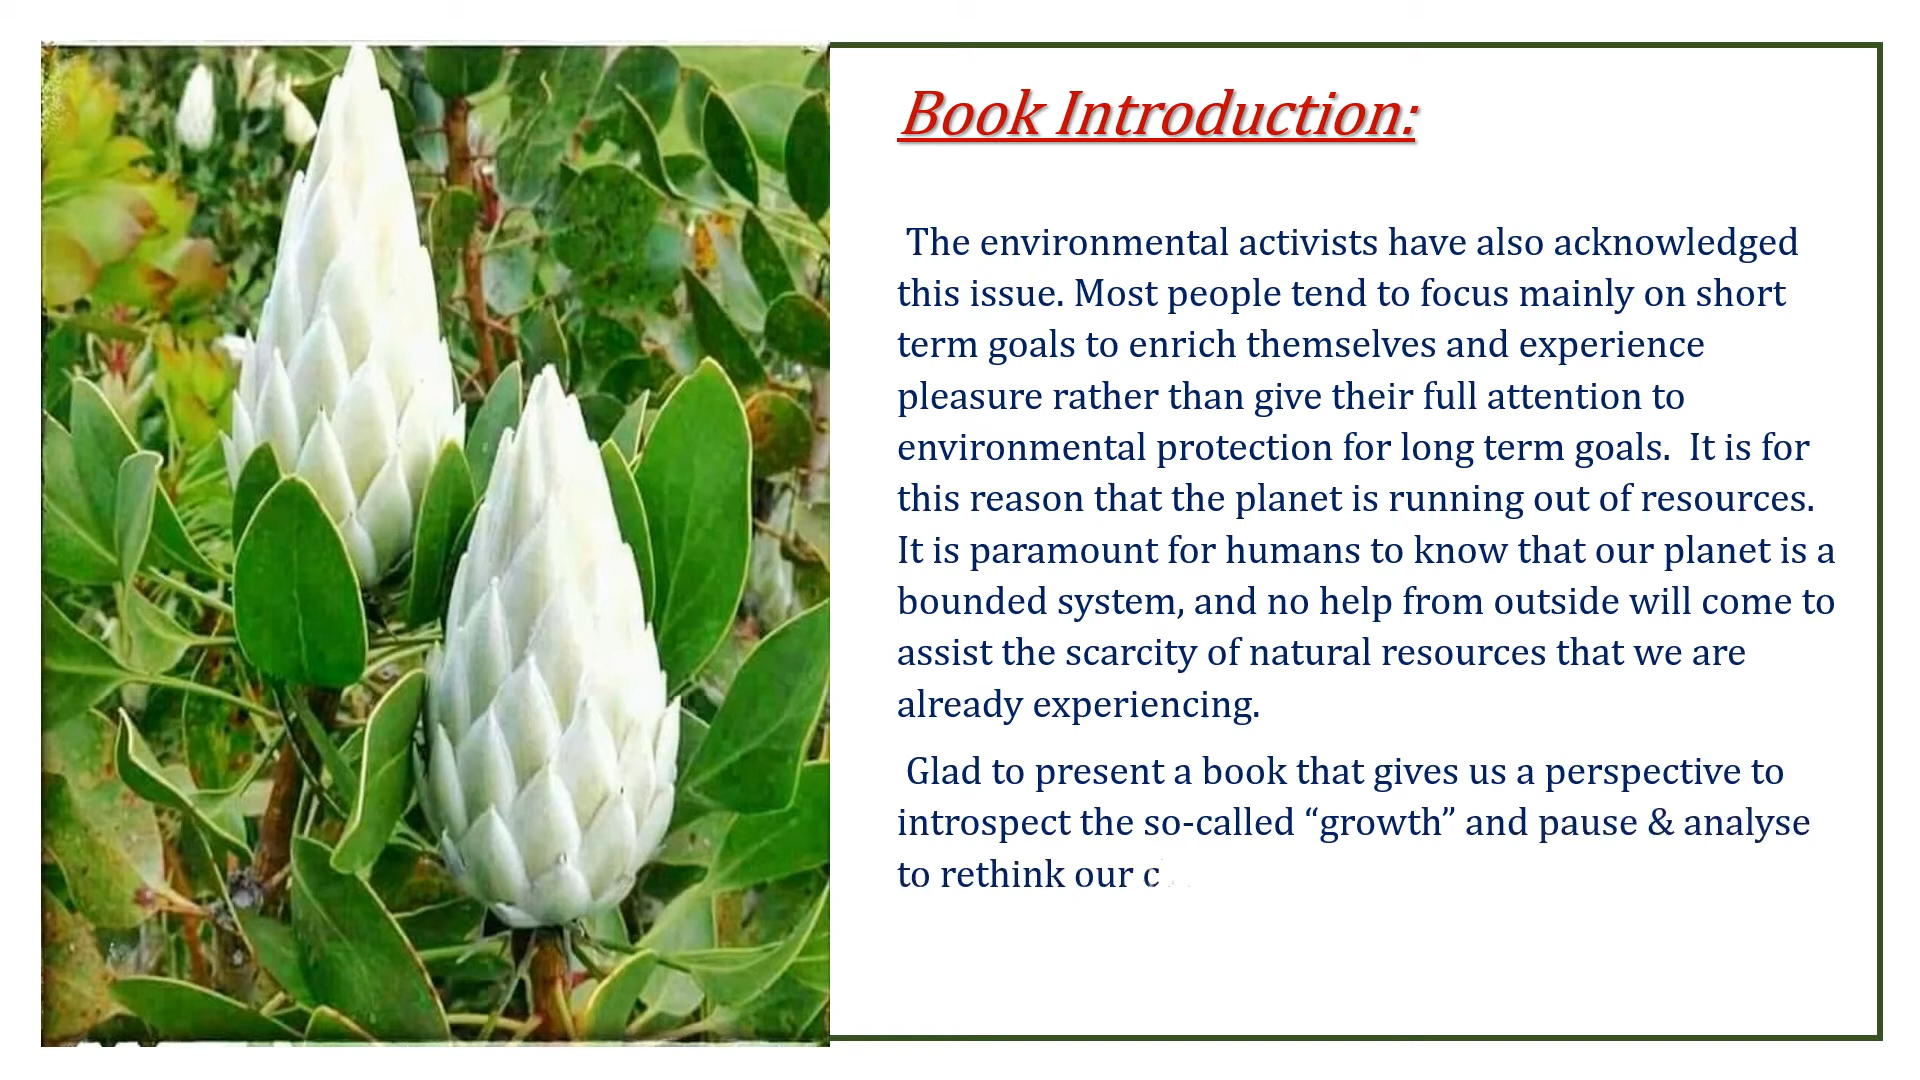 Book Introduction:
The environmental activists have also acknowledged
this issue. Most people tend to focus mainly on short
term goals to enrich themselves and experience
pleasure rather than give their full attention to
environmental protection for long term goals.  It is for
this reason that the planet is running out of resources.
It is paramount for humans to know that our planet is a
bounded system, and no help from outside will come to
assist the scarcity of natural resources that we are
already experiencing.
Glad to present a book that gives us a perspective to
introspect the so-called “growth” and pause & analyse
to rethink our